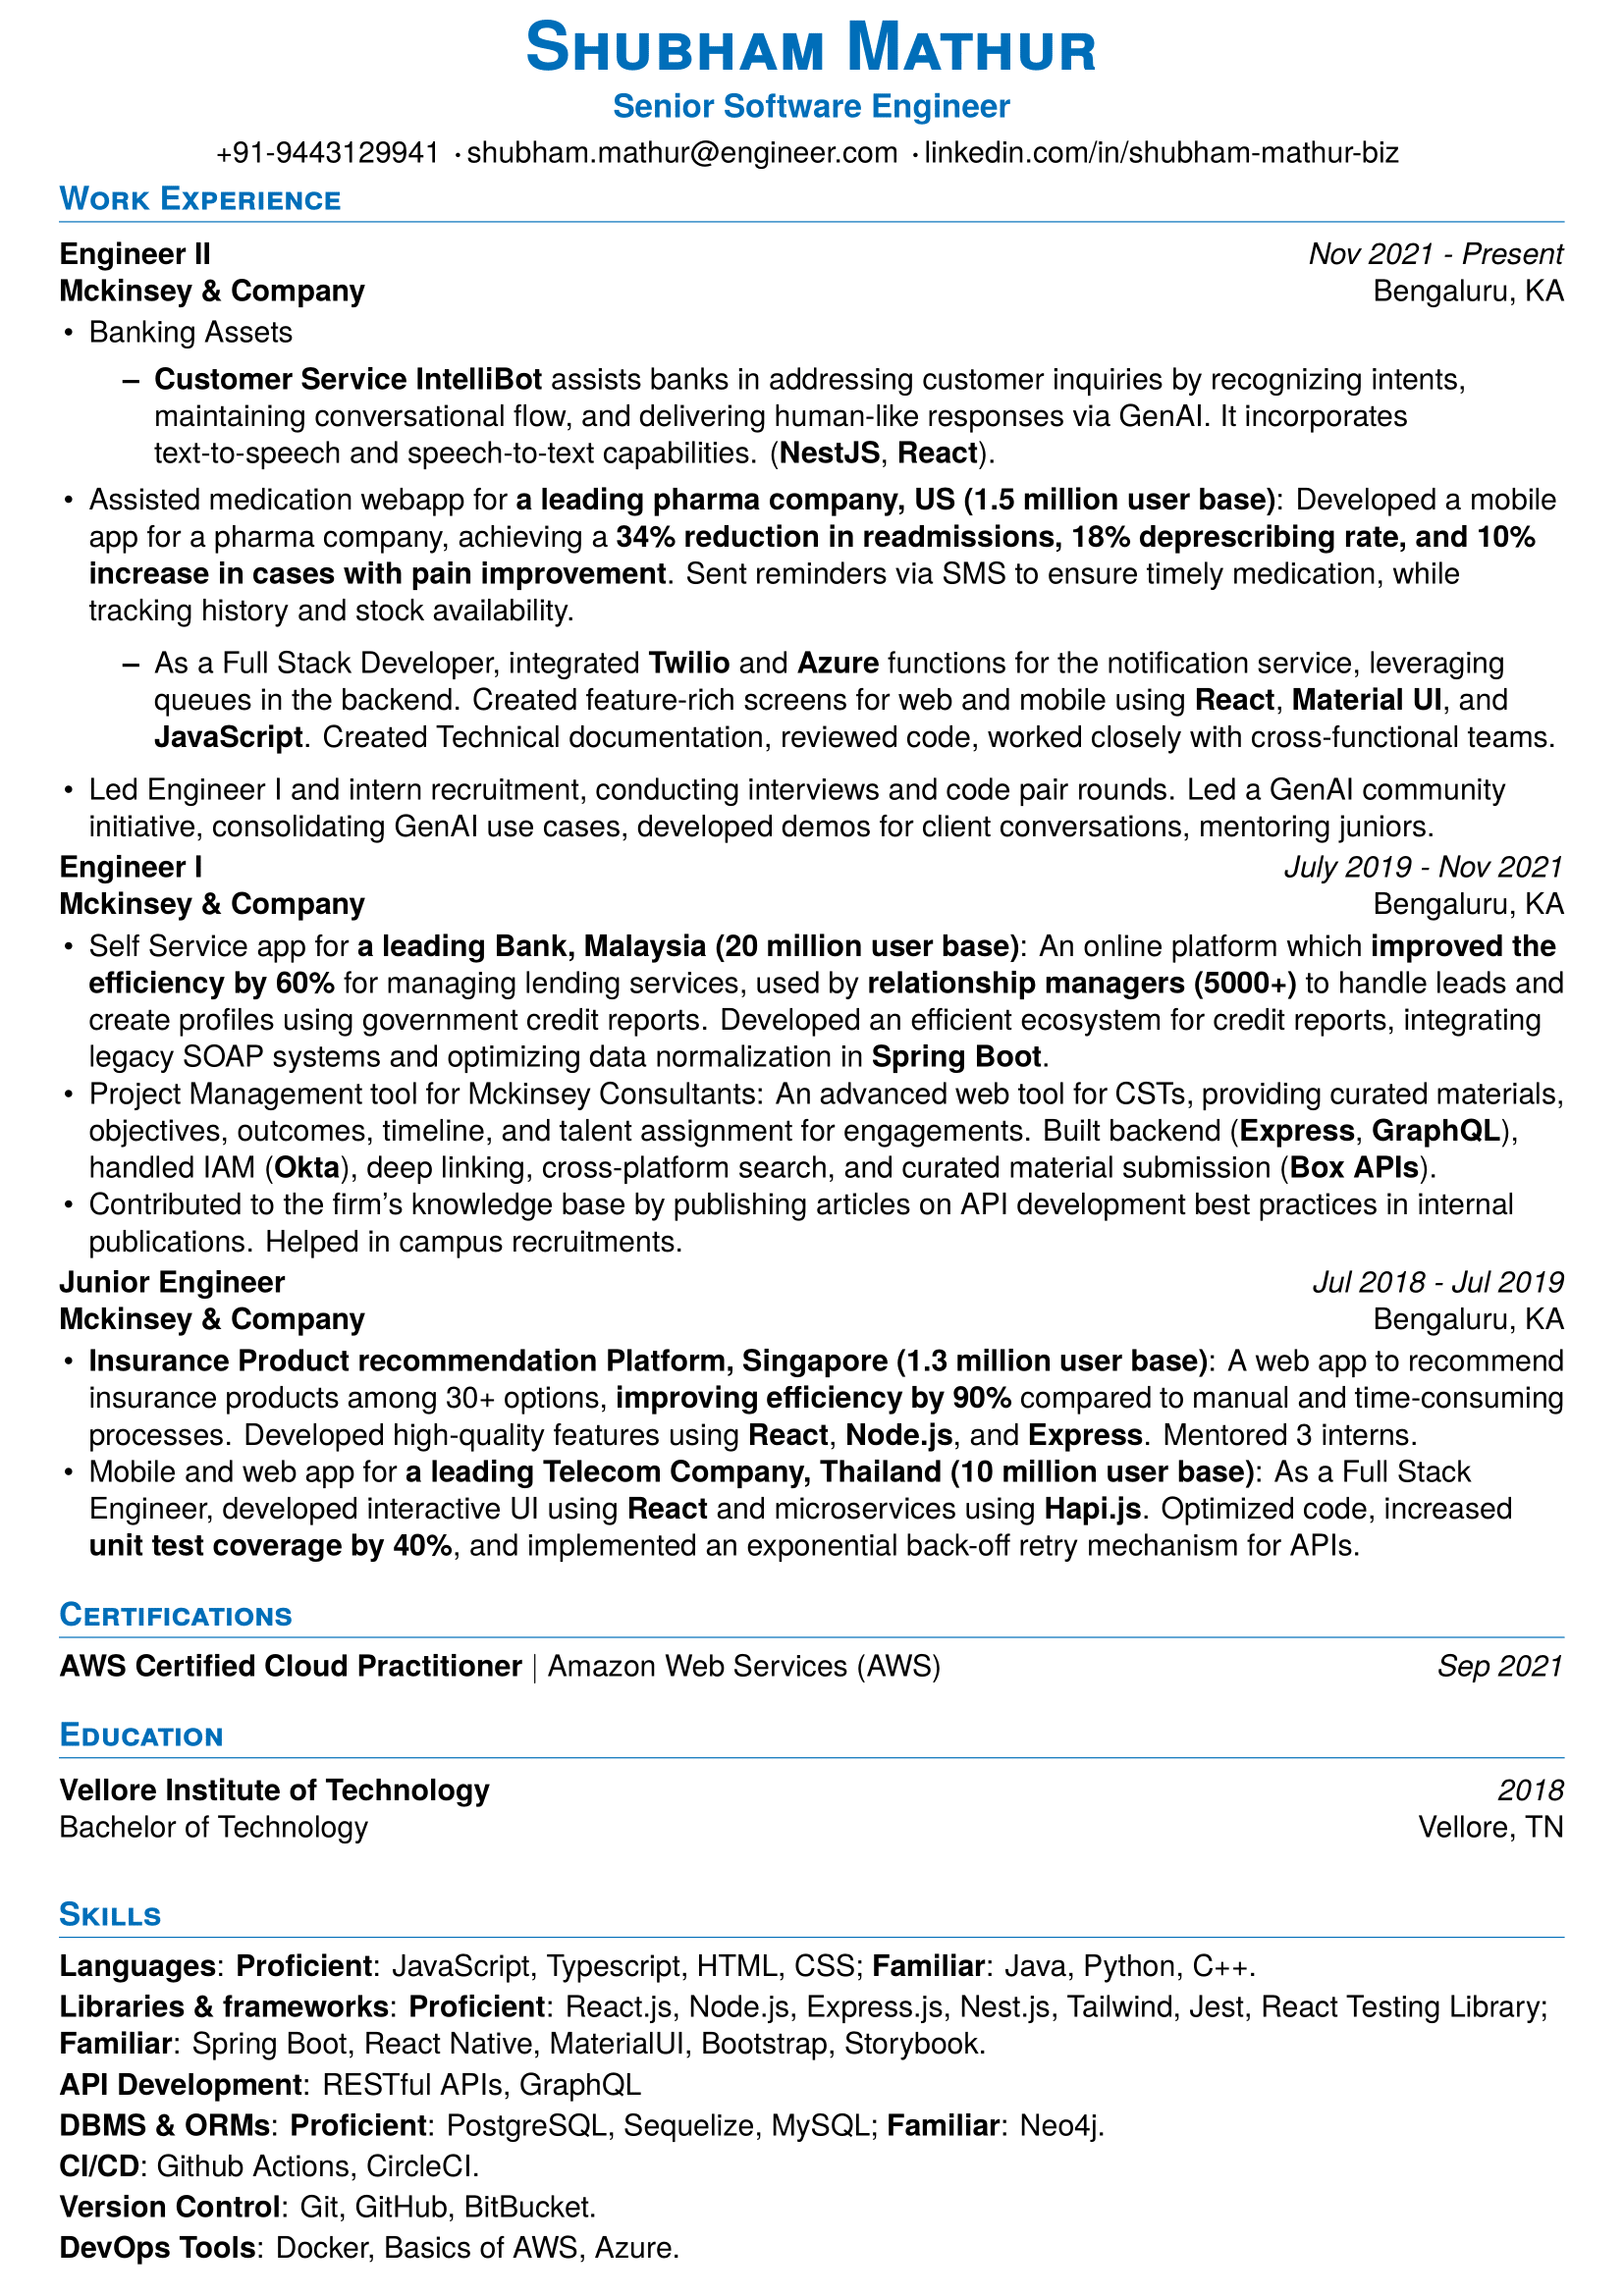 Shubham Mathur
Senior Software Engineer
+91-9443129941 · shubham.mathur@engineer.com · linkedin.com/in/shubham-mathur-biz
Work Experience
Engineer II Nov 2021 - Present
Mckinsey & Company Bengaluru, KA
• Banking Assets
– Customer Service IntelliBot assists banks in addressing customer inquiries by recognizing intents,
maintaining conversational flow, and delivering human-like responses via GenAI. It incorporates
text-to-speech and speech-to-text capabilities. (NestJS, React).
• Assisted medication webapp for a leading pharma company, US (1.5 million user base): Developed a mobile
app for a pharma company, achieving a 34% reduction in readmissions, 18% deprescribing rate, and 10%
increase in cases with pain improvement. Sent reminders via SMS to ensure timely medication, while
tracking history and stock availability.
– As a Full Stack Developer, integrated Twilio and Azure functions for the notification service, leveraging
queues in the backend. Created feature-rich screens for web and mobile using React, Material UI, and
JavaScript. Created Technical documentation, reviewed code, worked closely with cross-functional teams.
• Led Engineer I and intern recruitment, conducting interviews and code pair rounds. Led a GenAI community
initiative, consolidating GenAI use cases, developed demos for client conversations, mentoring juniors.
Engineer I July 2019 - Nov 2021
Mckinsey & Company Bengaluru, KA
• Self Service app for a leading Bank, Malaysia (20 million user base): An online platform which improved the
efficiency by 60% for managing lending services, used by relationship managers (5000+) to handle leads and
create profiles using government credit reports. Developed an efficient ecosystem for credit reports, integrating
legacy SOAP systems and optimizing data normalization in Spring Boot.
• Project Management tool for Mckinsey Consultants: An advanced web tool for CSTs, providing curated materials,
objectives, outcomes, timeline, and talent assignment for engagements. Built backend (Express, GraphQL),
handled IAM (Okta), deep linking, cross-platform search, and curated material submission (Box APIs).
• Contributed to the firm's knowledge base by publishing articles on API development best practices in internal
publications. Helped in campus recruitments.
Junior Engineer Jul 2018 - Jul 2019
Mckinsey & Company Bengaluru, KA
• Insurance Product recommendation Platform, Singapore (1.3 million user base): A web app to recommend
insurance products among 30+ options, improving efficiency by 90% compared to manual and time-consuming
processes. Developed high-quality features using React, Node.js, and Express. Mentored 3 interns.
• Mobile and web app for a leading Telecom Company, Thailand (10 million user base): As a Full Stack
Engineer, developed interactive UI using React and microservices using Hapi.js. Optimized code, increased
unit test coverage by 40%, and implemented an exponential back-off retry mechanism for APIs.
Certifications
AWS Certified Cloud Practitioner | Amazon Web Services (AWS) Sep 2021
Education
Vellore Institute of Technology 2018
Bachelor of Technology Vellore, TN
Skills
Languages: Proficient: JavaScript, Typescript, HTML, CSS; Familiar: Java, Python, C++.
Libraries & frameworks: Proficient: React.js, Node.js, Express.js, Nest.js, Tailwind, Jest, React Testing Library;
Familiar: Spring Boot, React Native, MaterialUI, Bootstrap, Storybook.
API Development: RESTful APIs, GraphQL
DBMS & ORMs: Proficient: PostgreSQL, Sequelize, MySQL; Familiar: Neo4j.
CI/CD: Github Actions, CircleCI.
Version Control: Git, GitHub, BitBucket.
DevOps Tools: Docker, Basics of AWS, Azure.